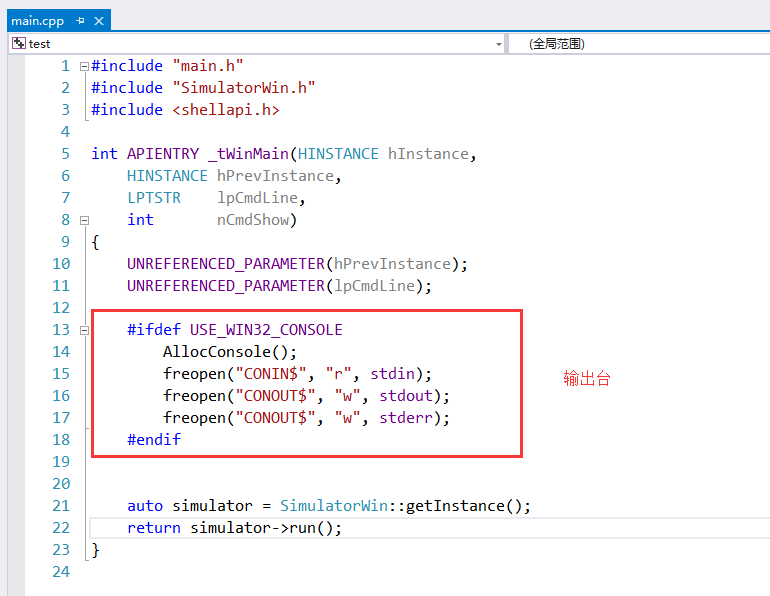 main.cpp
test
(全局范围)
1 #include "main.h"
2 #include "SimulatorWin.h"
3 #include <shellapi.h>
4
5 int APIENTRY _tWinMain(HINSTANCE hInstance,
6 HINSTANCE hPrevInstance,
7 LPTSTR lpCmdLine,
8 int nCmdShow)
9 {
10 UNREFERENCED_PARAMETER(hPrevInstance);
11 UNREFERENCED_PARAMETER(lpCmdLine);
12
13 #ifdef USE_WIN32_CONSOLE
14 AllocConsole();
15 freopen("CONIN$", "r", stdin);
16 freopen("CONOUT$", "w", stdout);
17 freopen("CONOUT$", "w", stderr);
18 #endif
输出台
19
20
21 auto simulator = SimulatorWin::getInstance();
22 return simulator->run();
23 }
24